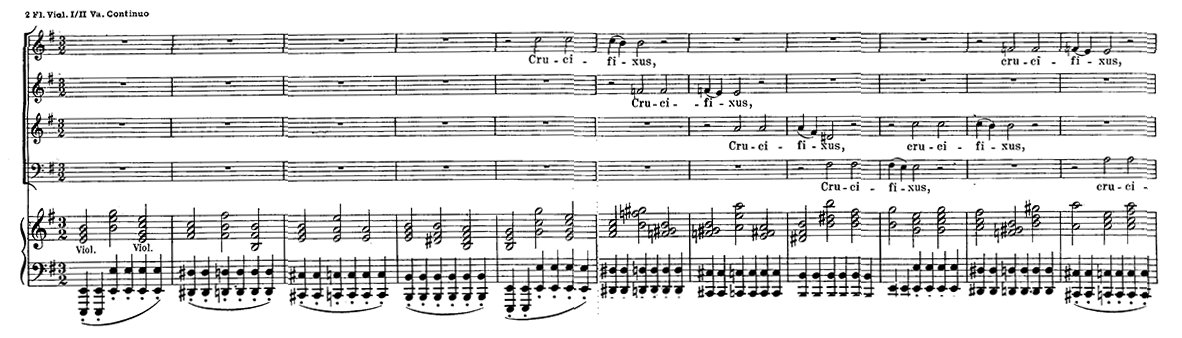 2 Fl. Viol. I/II Va. Continuo
Cru - ci - fi - xus, cru - ci - fi - xus,
Cru - ci - fi - xus,
Cru - ci - fi - xus, cru - ci - fi - xus,
Cru - ci - fi - xus, cru - ci -
Viol. Viol.